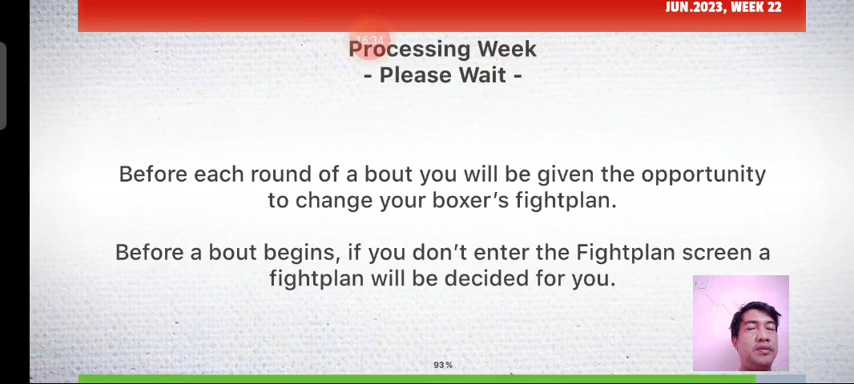 JUN.2023, WEEK 22
16:34
Processing Week
- Please Wait -
Before each round of a bout you will be given the opportunity
to change your boxer’s fightplan.
Before a bout begins, if you don’t enter the Fightplan screen a
fightplan will be decided for you.
93%